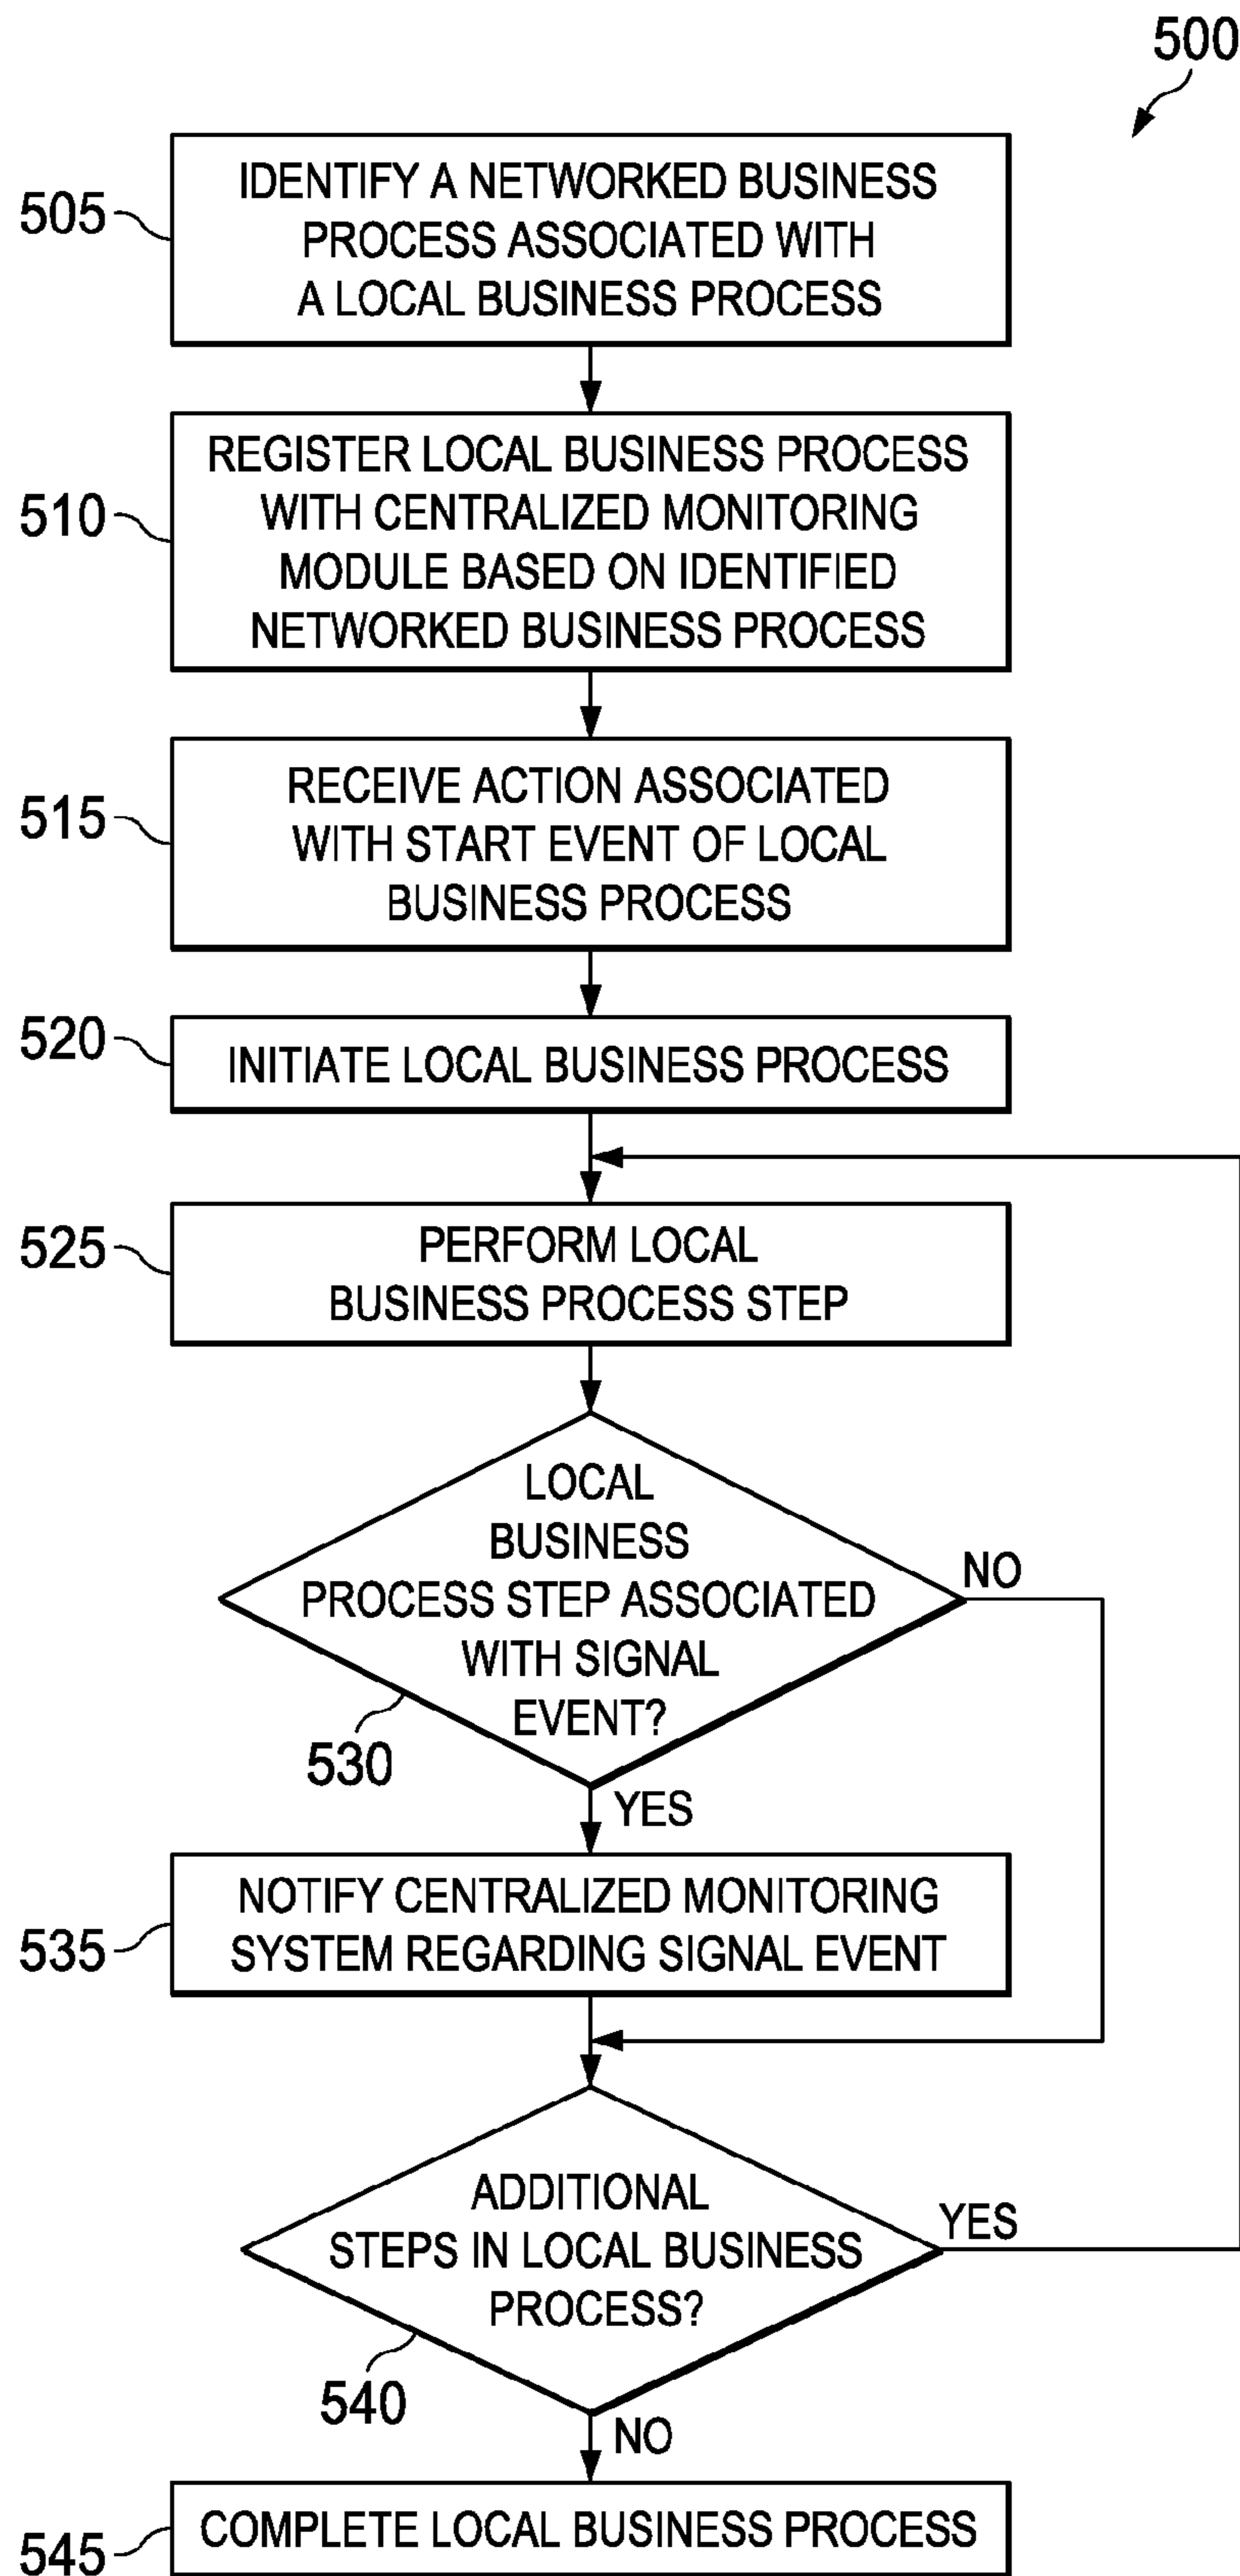 500
505
IDENTIFY A NETWORKED BUSINESS
PROCESS ASSOCIATED WITH
A LOCAL BUSINESS PROCESS
510
REGISTER LOCAL BUSINESS PROCESS
WITH CENTRALIZED MONITORING
MODULE BASED ON IDENTIFIED
NETWORKED BUSINESS PROCESS
515
RECEIVE ACTION ASSOCIATED
WITH START EVENT OF LOCAL
BUSINESS PROCESS
520
INITIATE LOCAL BUSINESS PROCESS
525
PERFORM LOCAL
BUSINESS PROCESS STEP
LOCAL
BUSINESS
PROCESS STEP ASSOCIATED
WITH SIGNAL
EVENT?
NO
530
YES
535
NOTIFY CENTRALIZED MONITORING
SYSTEM REGARDING SIGNAL EVENT
ADDITIONAL
STEPS IN LOCAL BUSINESS
PROCESS?
YES
540
NO
545
COMPLETE LOCAL BUSINESS PROCESS